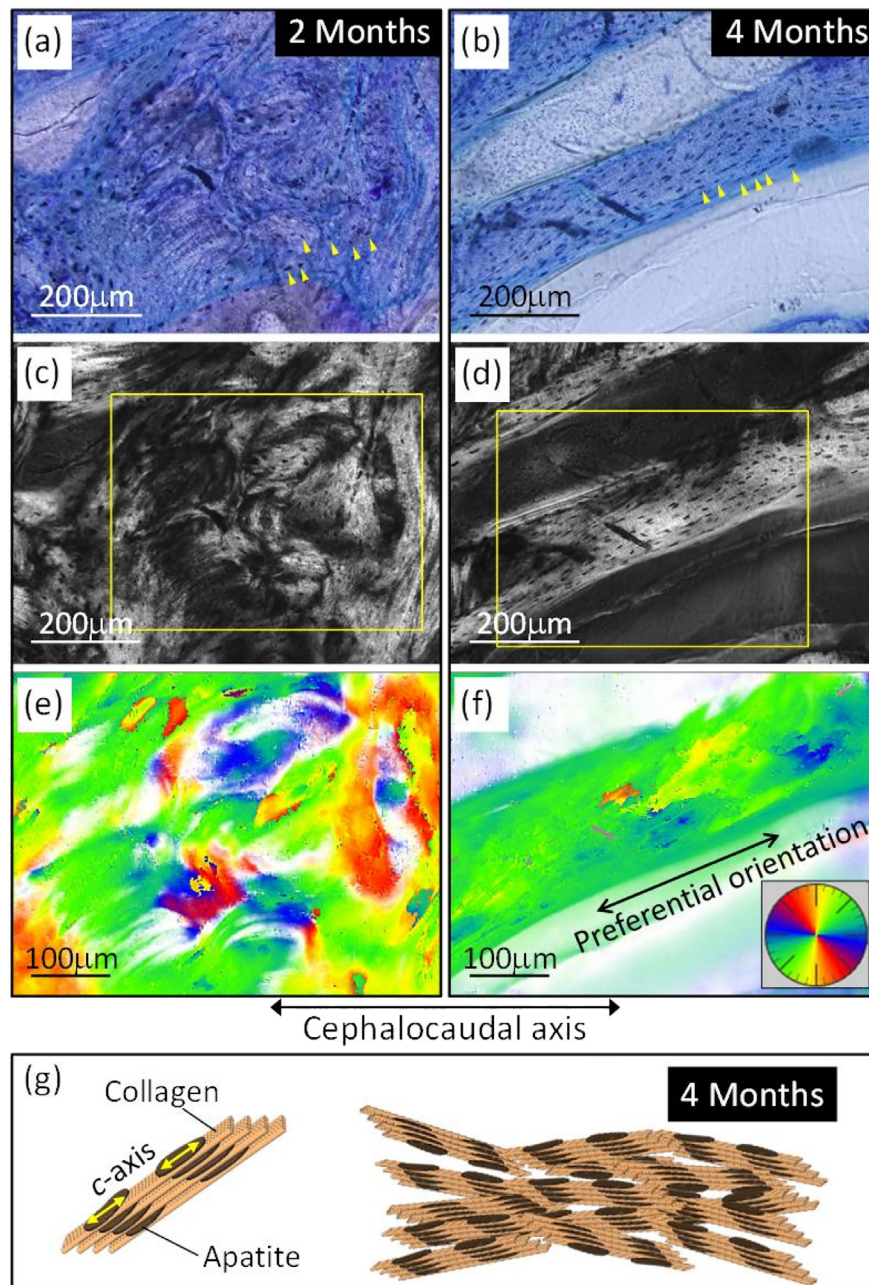 (a)
2 Months
200μm
(b)
4 Months
200μm
(c)
200μm
(d)
200μm
(e)
100μm
(f)
Preferential orientation
100μm
Cephalocaudal axis
(g)
Collagen
c-axis
Apatite
4 Months